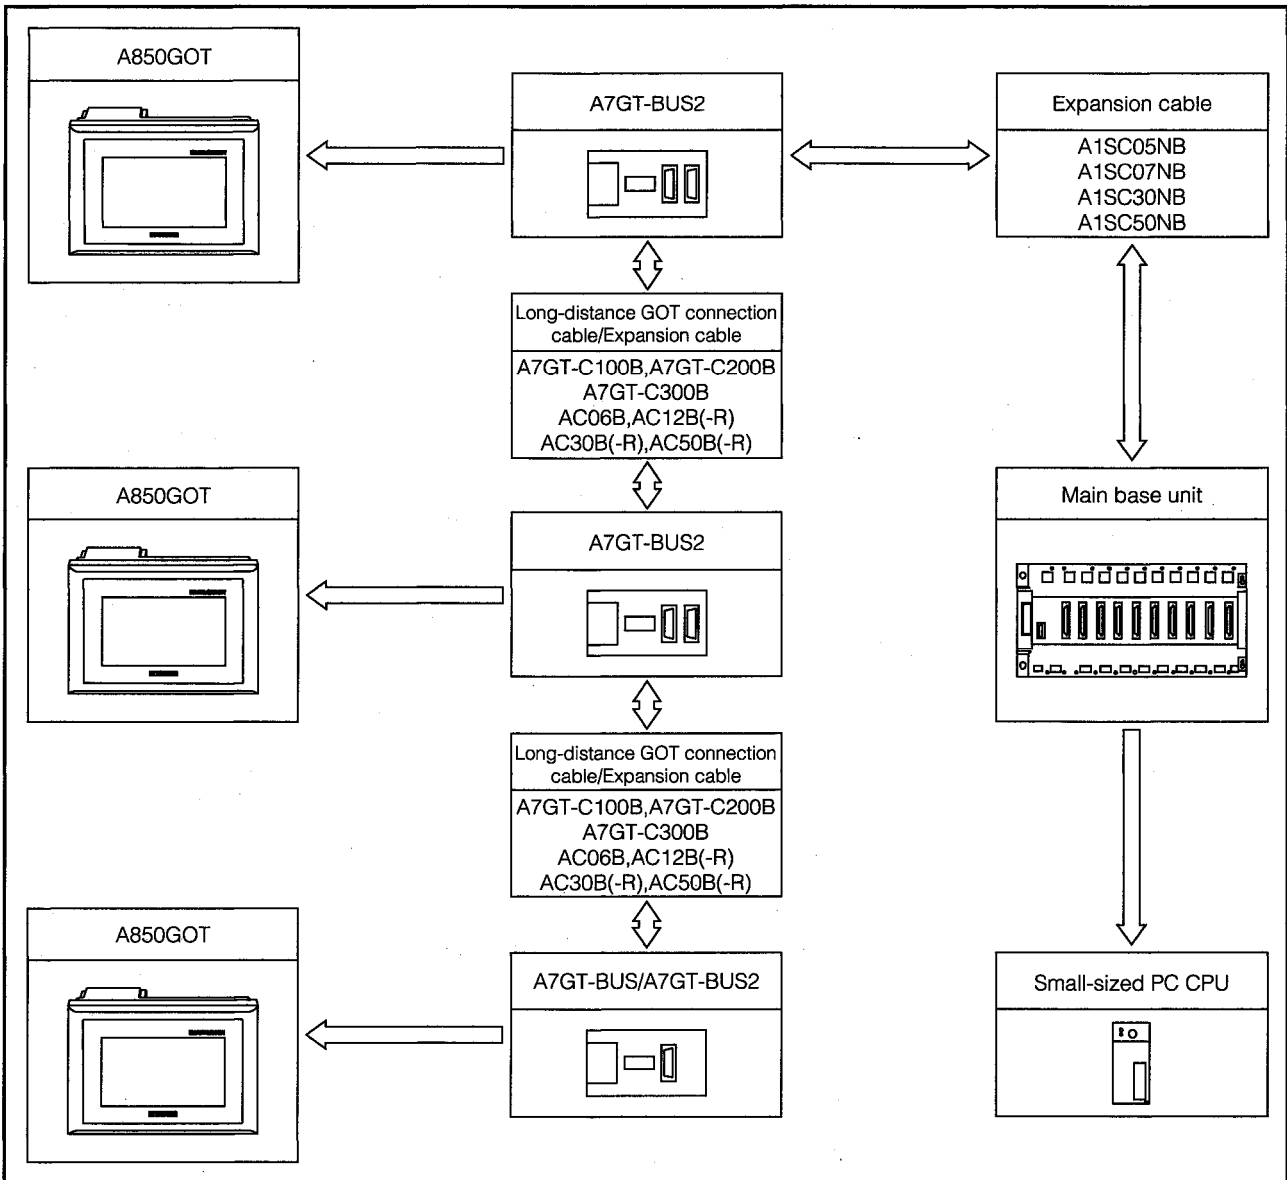 A850GOT
A7GT-BUS2
Expansion cable
A1SC05NB
A1SC07NB
A1SC30NB
A1SC50NB
Long-distance GOT connection
cable/Expansion cable
A7GT-C100B,A7GT-C200B
A7GT-C300B
AC06B,AC12B(-R)
AC30B(-R),AC50B(-R)
A850GOT
A7GT-BUS2
Main base unit
Long-distance GOT connection
cable/Expansion cable
A7GT-C100B,A7GT-C200B
A7GT-C300B
AC06B,AC12B(-R)
AC30B(-R),AC50B(-R)
A850GOT
A7GT-BUS/A7GT-BUS2
Small-sized PC CPU